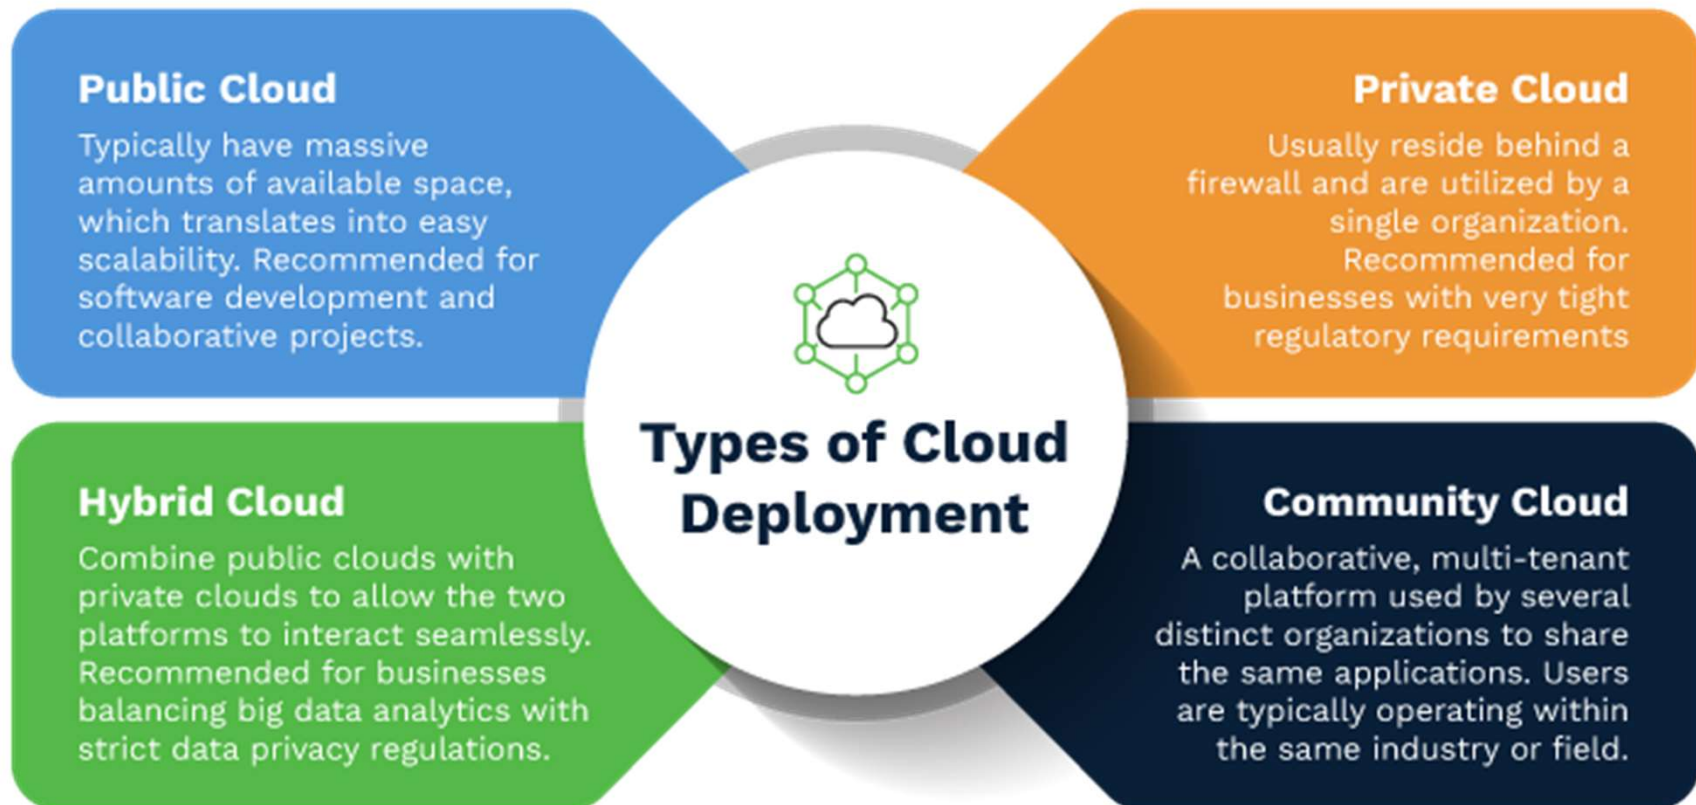 Public Cloud
Typically have massive
amounts of available space,
which translates into easy
scalability. Recommended for
software development and
collaborative projects.
Private Cloud
Usually reside behind a
firewall and are utilized by a
single organization.
Recommended for
businesses with very tight
regulatory requirements
Types of Cloud
Deployment
Hybrid Cloud
Combine public clouds with
private clouds to allow the two
platforms to interact seamlessly.
Recommended for businesses
balancing big data analytics with
strict data privacy regulations.
Community Cloud
A collaborative, multi-tenant
platform used by several
distinct organizations to share
the same applications. Users
are typically operating within
the same industry or field.